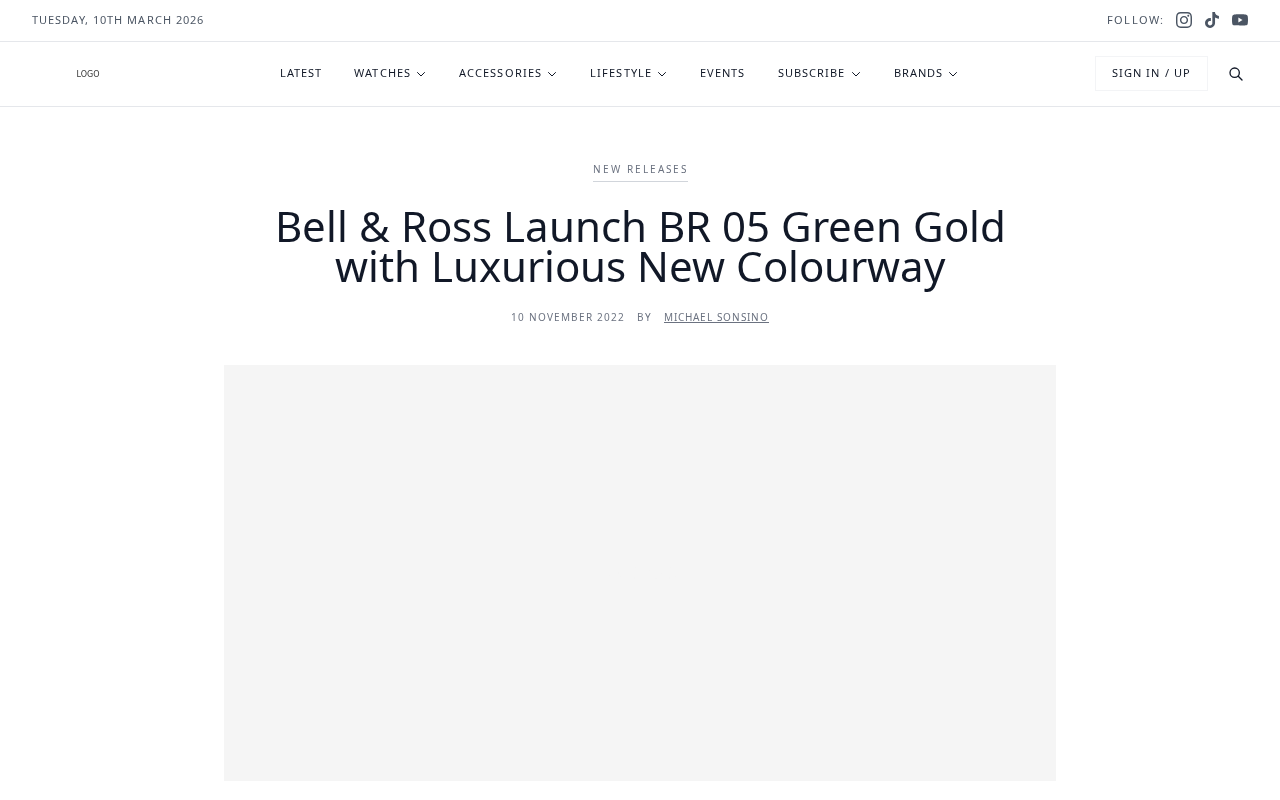 TUESDAY, 10TH MARCH 2026
FOLLOW:
LOGO
LATEST
WATCHES
ACCESSORIES
LIFESTYLE
EVENTS
SUBSCRIBE
BRANDS
SIGN IN / UP
NEW RELEASES
Bell & Ross Launch BR 05 Green Gold
with Luxurious New Colourway
10 NOVEMBER 2022 BY MICHAEL SONSINO